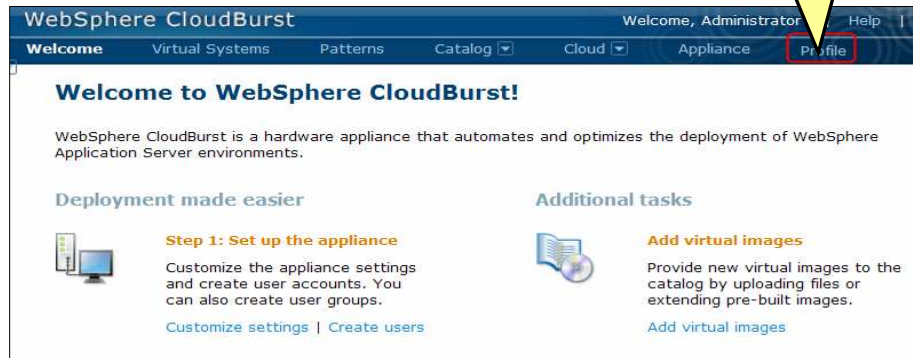 WebSphere CloudBurst
Welcome, Administrator Help |
Welcome Virtual Systems Patterns Catalog Cloud Appliance Profile
Welcome to WebSphere CloudBurst!
WebSphere CloudBurst is a hardware appliance that automates and optimizes the deployment of WebSphere
Application Server environments.
Deployment made easier
Step 1: Set up the appliance
Customize the appliance settings
and create user accounts. You
can also create user groups.
Customize settings | Create users
Additional tasks
Add virtual images
Provide new virtual images to the
catalog by uploading files or
extending pre-built images.
Add virtual images